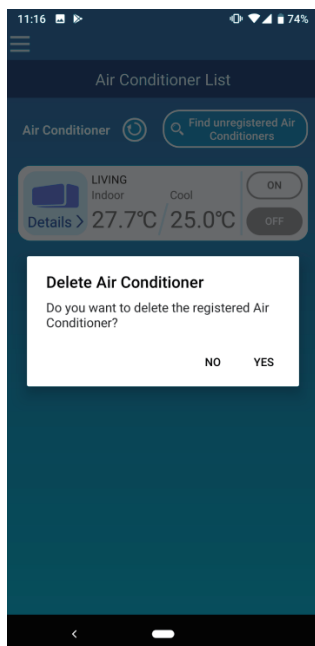 11:16 74%
Air Conditioner List
Air Conditioner
Find unregistered Air
Conditioners
LIVING
Indoor Cool
Details > 27.7℃ 25.0℃
ON
OFF
Delete Air Conditioner
Do you want to delete the registered Air
Conditioner?
NO YES